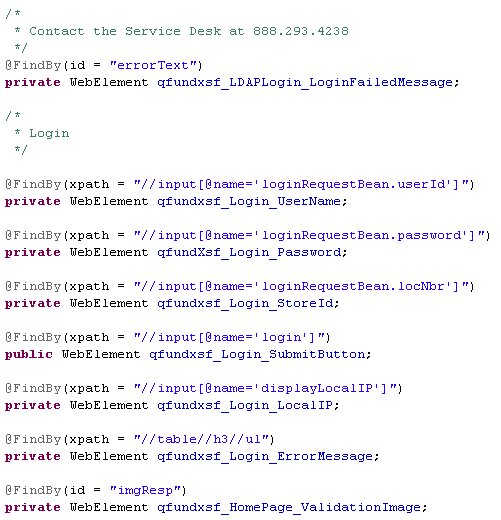 /*
 * Contact the Service Desk at 888.293.4238
 */
@FindBy(id = "errorText")
private WebElement qfundxsf_LDAPLogin_LoginFailedMessage;
/*
 * Login
 */
@FindBy(xpath = "//input[@name='loginRequestBean.userId']")
private WebElement qfundxsf_Login_UserName;
@FindBy(xpath = "//input[@name='loginRequestBean.password']")
private WebElement qfundXsf_Login_Password;
@FindBy(xpath = "//input[@name='loginRequestBean.locNbr']")
private WebElement qfundxsf_Login_StoreId;
@FindBy(xpath = "//input[@name='login']")
public WebElement qfundxsf_Login_SubmitButton;
@FindBy(xpath = "//input[@name='displayLocalIP']")
private WebElement qfundxsf_Login_LocalIP;
@FindBy(xpath = "//table//h3//ul")
private WebElement qfundxsf_Login_ErrorMessage;
@FindBy(id = "imgResp")
private WebElement qfundxsf_HomePage_ValidationImage;